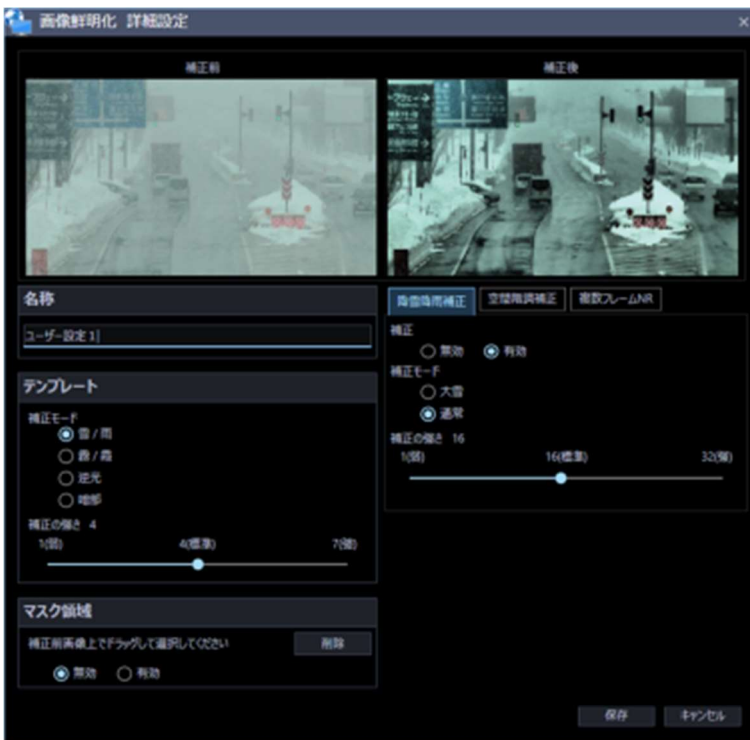 画像鮮明化 詳細設定
補正前
補正後
名称
ユーザー設定1
テンプレート
補正モード
雪/雨
霧/靄
逆光
暗部
補正の強さ 4
1(弱) 4(標準) 7(強)
マスク領域
補正前画像上でドラッグして選択してください
削除
無効 有効
降雪降雨補正 空間階調補正 複数フレームNR
補正
無効 有効
補正モード
大雪
通常
補正の強さ 16
1(弱) 16(標準) 32(強)
保存 キャンセル